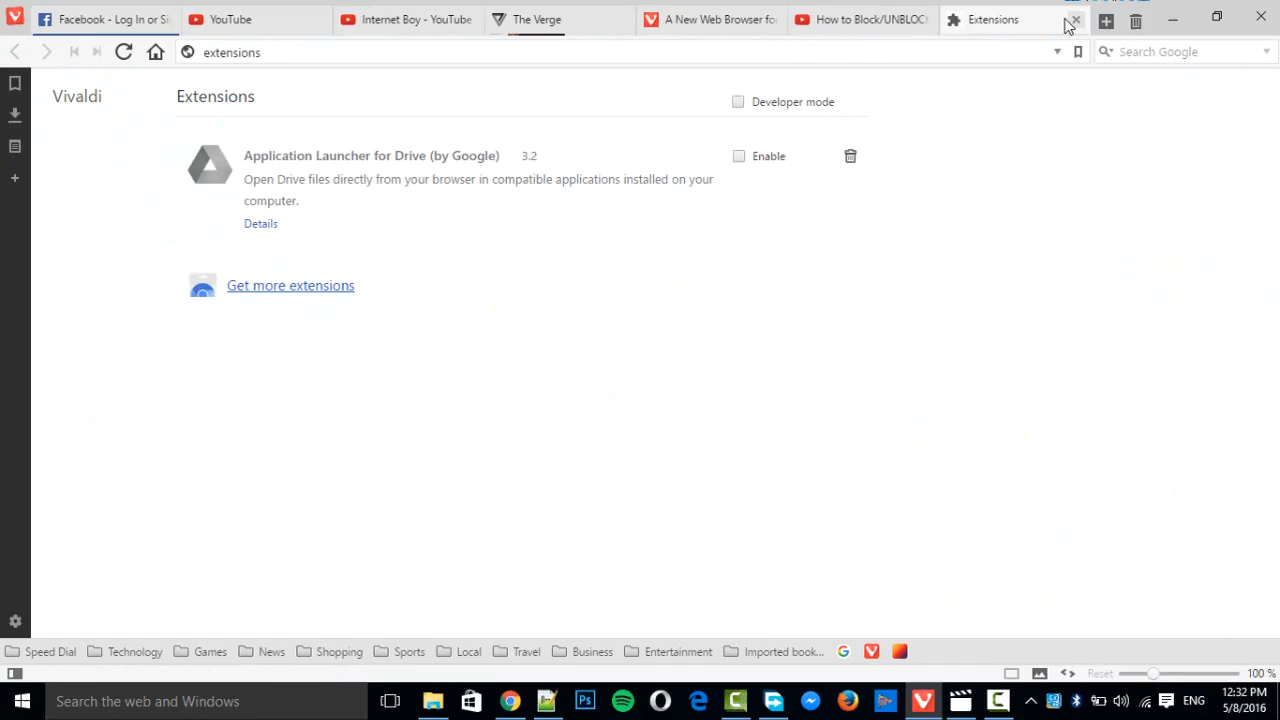 Facebook - Log In or Si
YouTube
Internet Boy - YouTube
The Verge
A New Web Browser fo
How to Block/UNBLOC
Extensions
extensions
Search Google
Vivaldi
Extensions
Developer mode
Application Launcher for Drive (by Google) 3.2
Enable
Open Drive files directly from your browser in compatible applications installed on your
computer.
Details
Get more extensions
Speed Dial
Technology
Games
News
Shopping
Sports
Local
Travel
Business
Entertainment
Imported book...
Reset
100 %
Search the web and Windows
ENG
12:32 PM
5/8/2016